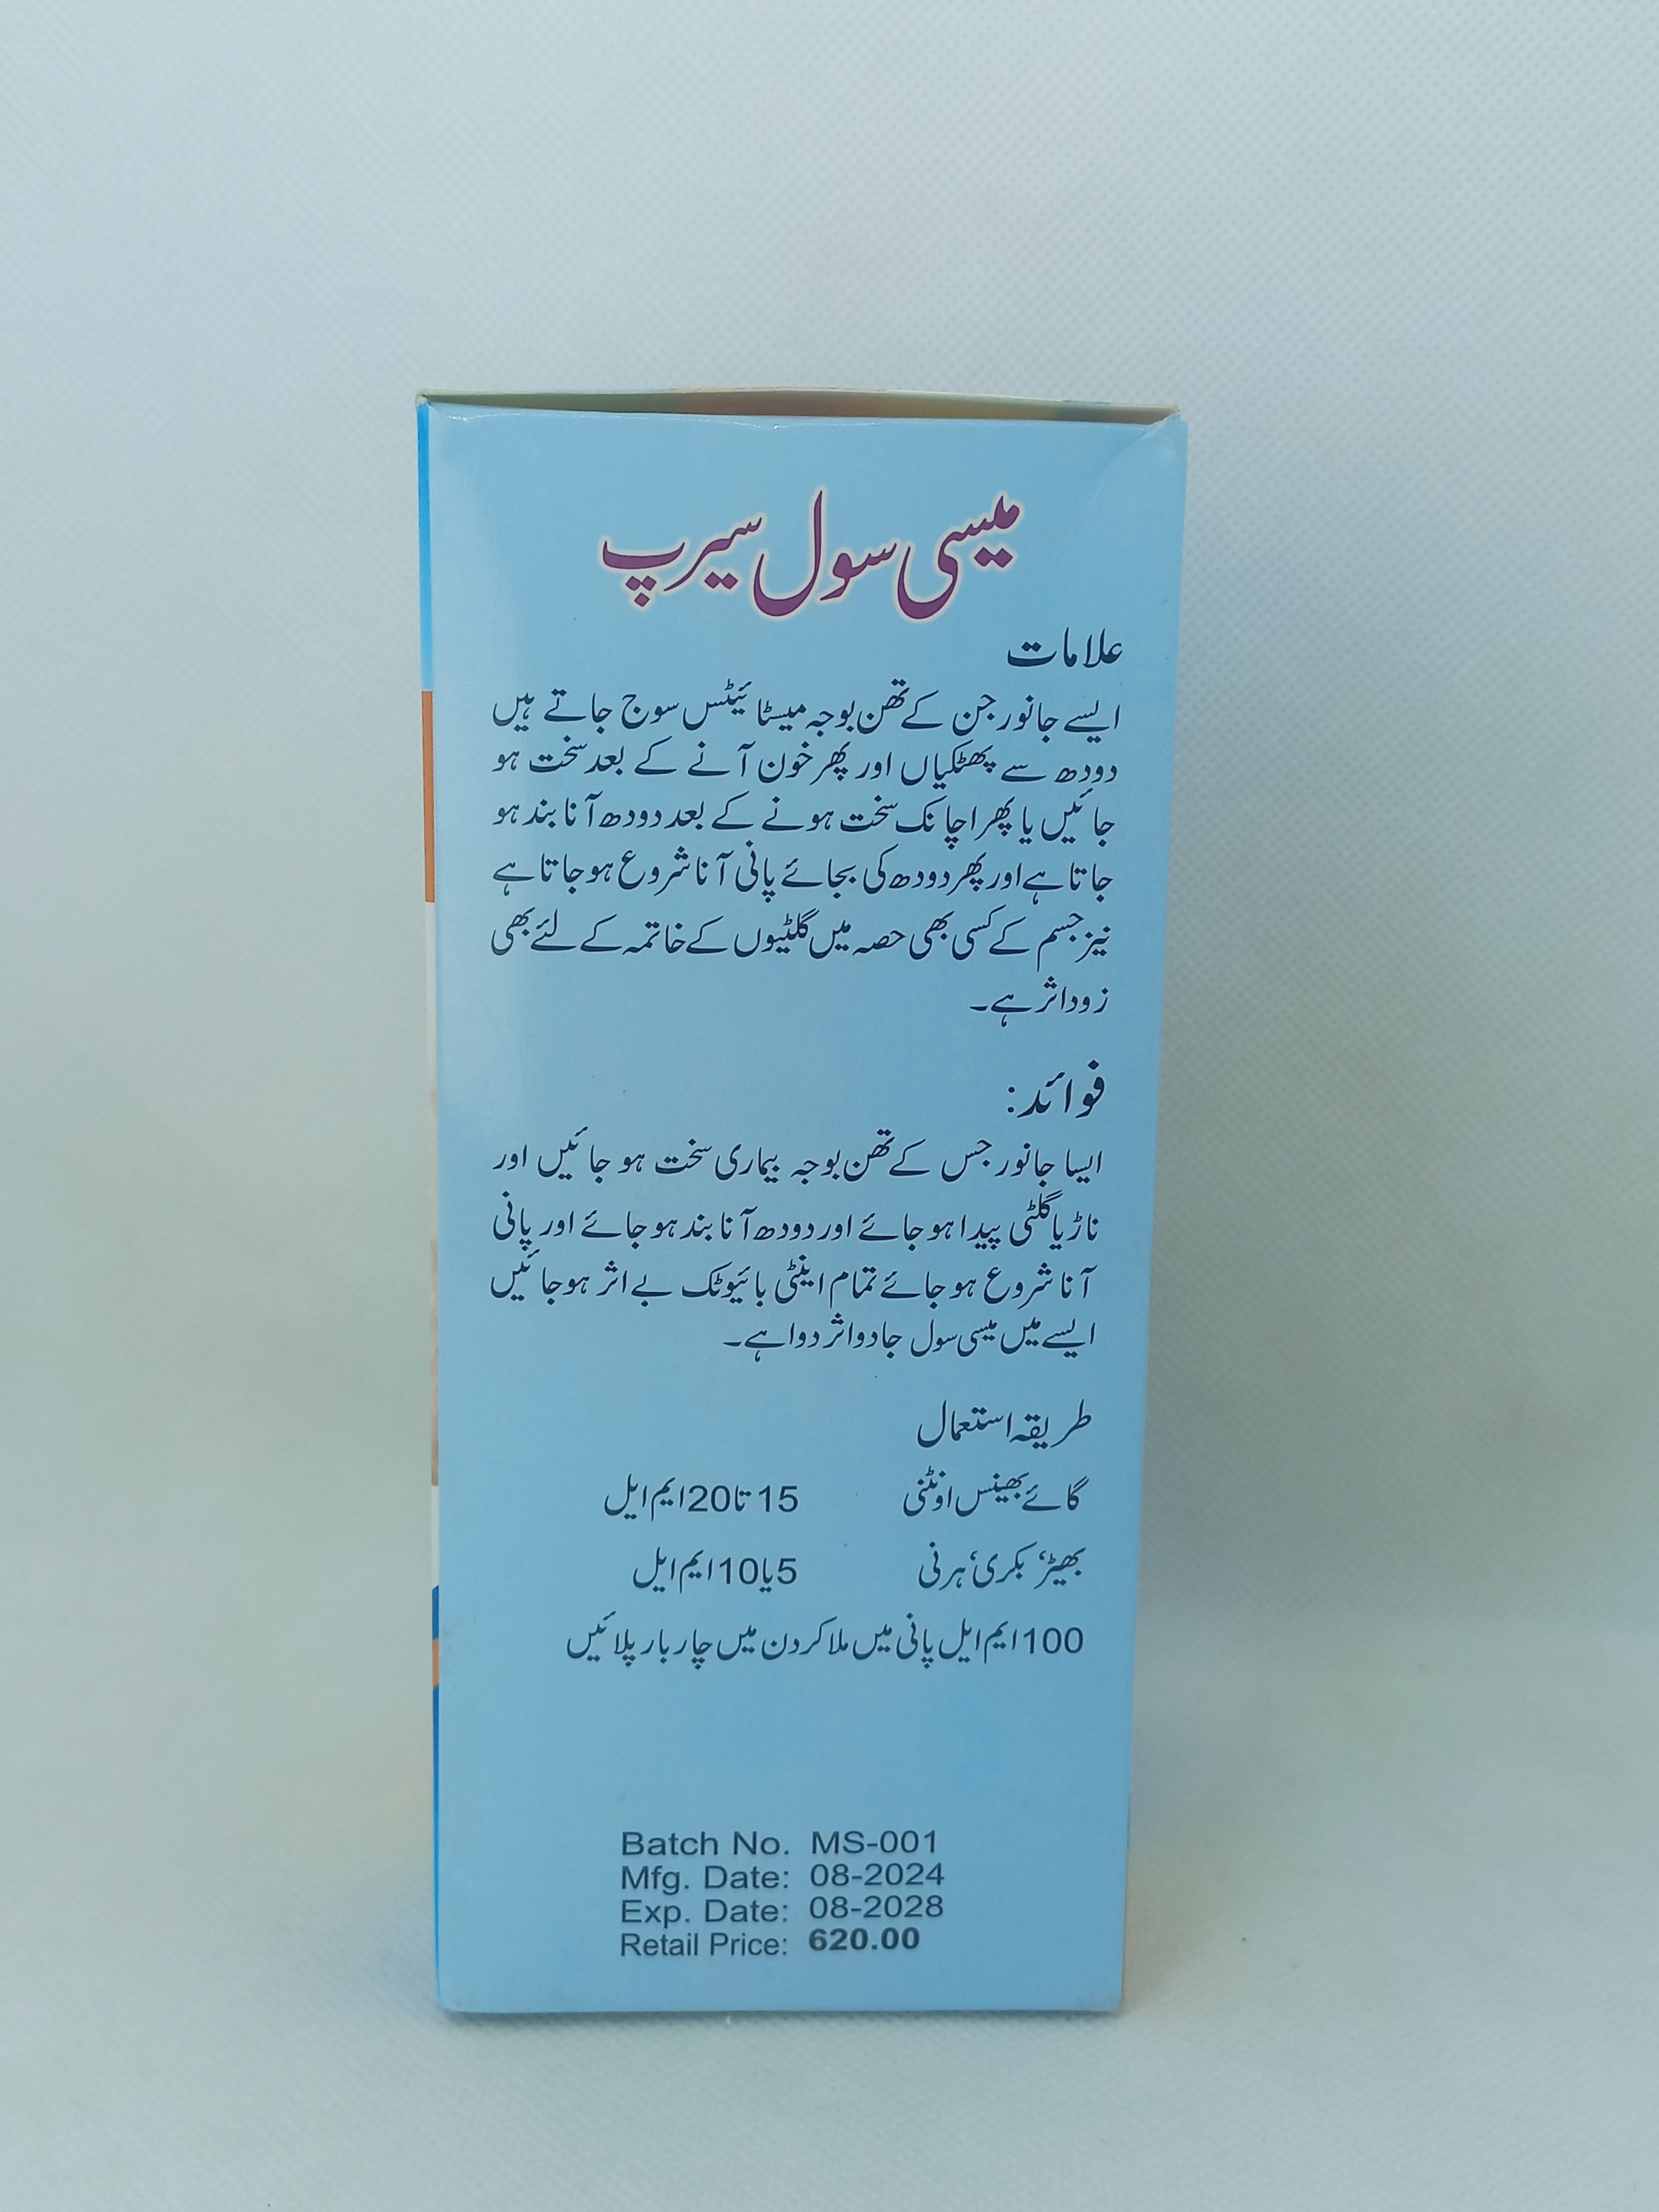 میسی سول سیرپ
علامات
ایسے جانور جن کے تھن بوجہ میسٹا ئیٹس سوج جاتے ہیں
دودھ سے پھٹکیاں اور پھر خون آنے کے بعد سخت ہو
جائیں یا پھر اچانک سخت ہونے کے بعد دودھ آنا بند ہو
جاتا ہے اور پھر دودھ کی بجائے پانی آنا شروع ہو جاتا ہے
نیز جسم کے کسی بھی حصہ میں گلٹیوں کے خاتمہ کے لئے بھی
زود اثر ہے۔
فوائد:
ایسا جانور جس کے تھن بوجہ بیماری سخت ہو جائیں اور
ناڑ یا گلٹی پیدا ہو جائے اور دودھ آنا بند ہو جائے اور پانی
آنا شروع ہو جائے تمام اینٹی بائیوٹک بے اثر ہو جائیں
ایسے میں میسی سول جادو اثر دوا ہے۔
طریقہ استعمال
گائے بھینس اونٹنی 15 تا 20 ایم ایل
بھیڑ، بکری، ہرنی 5 یا 10 ایم ایل
100 ایم ایل پانی میں ملا کر دن میں چار بار پلائیں
Batch No. MS-001
Mfg. Date: 08-2024
Exp. Date: 08-2028
Retail Price: 620.00